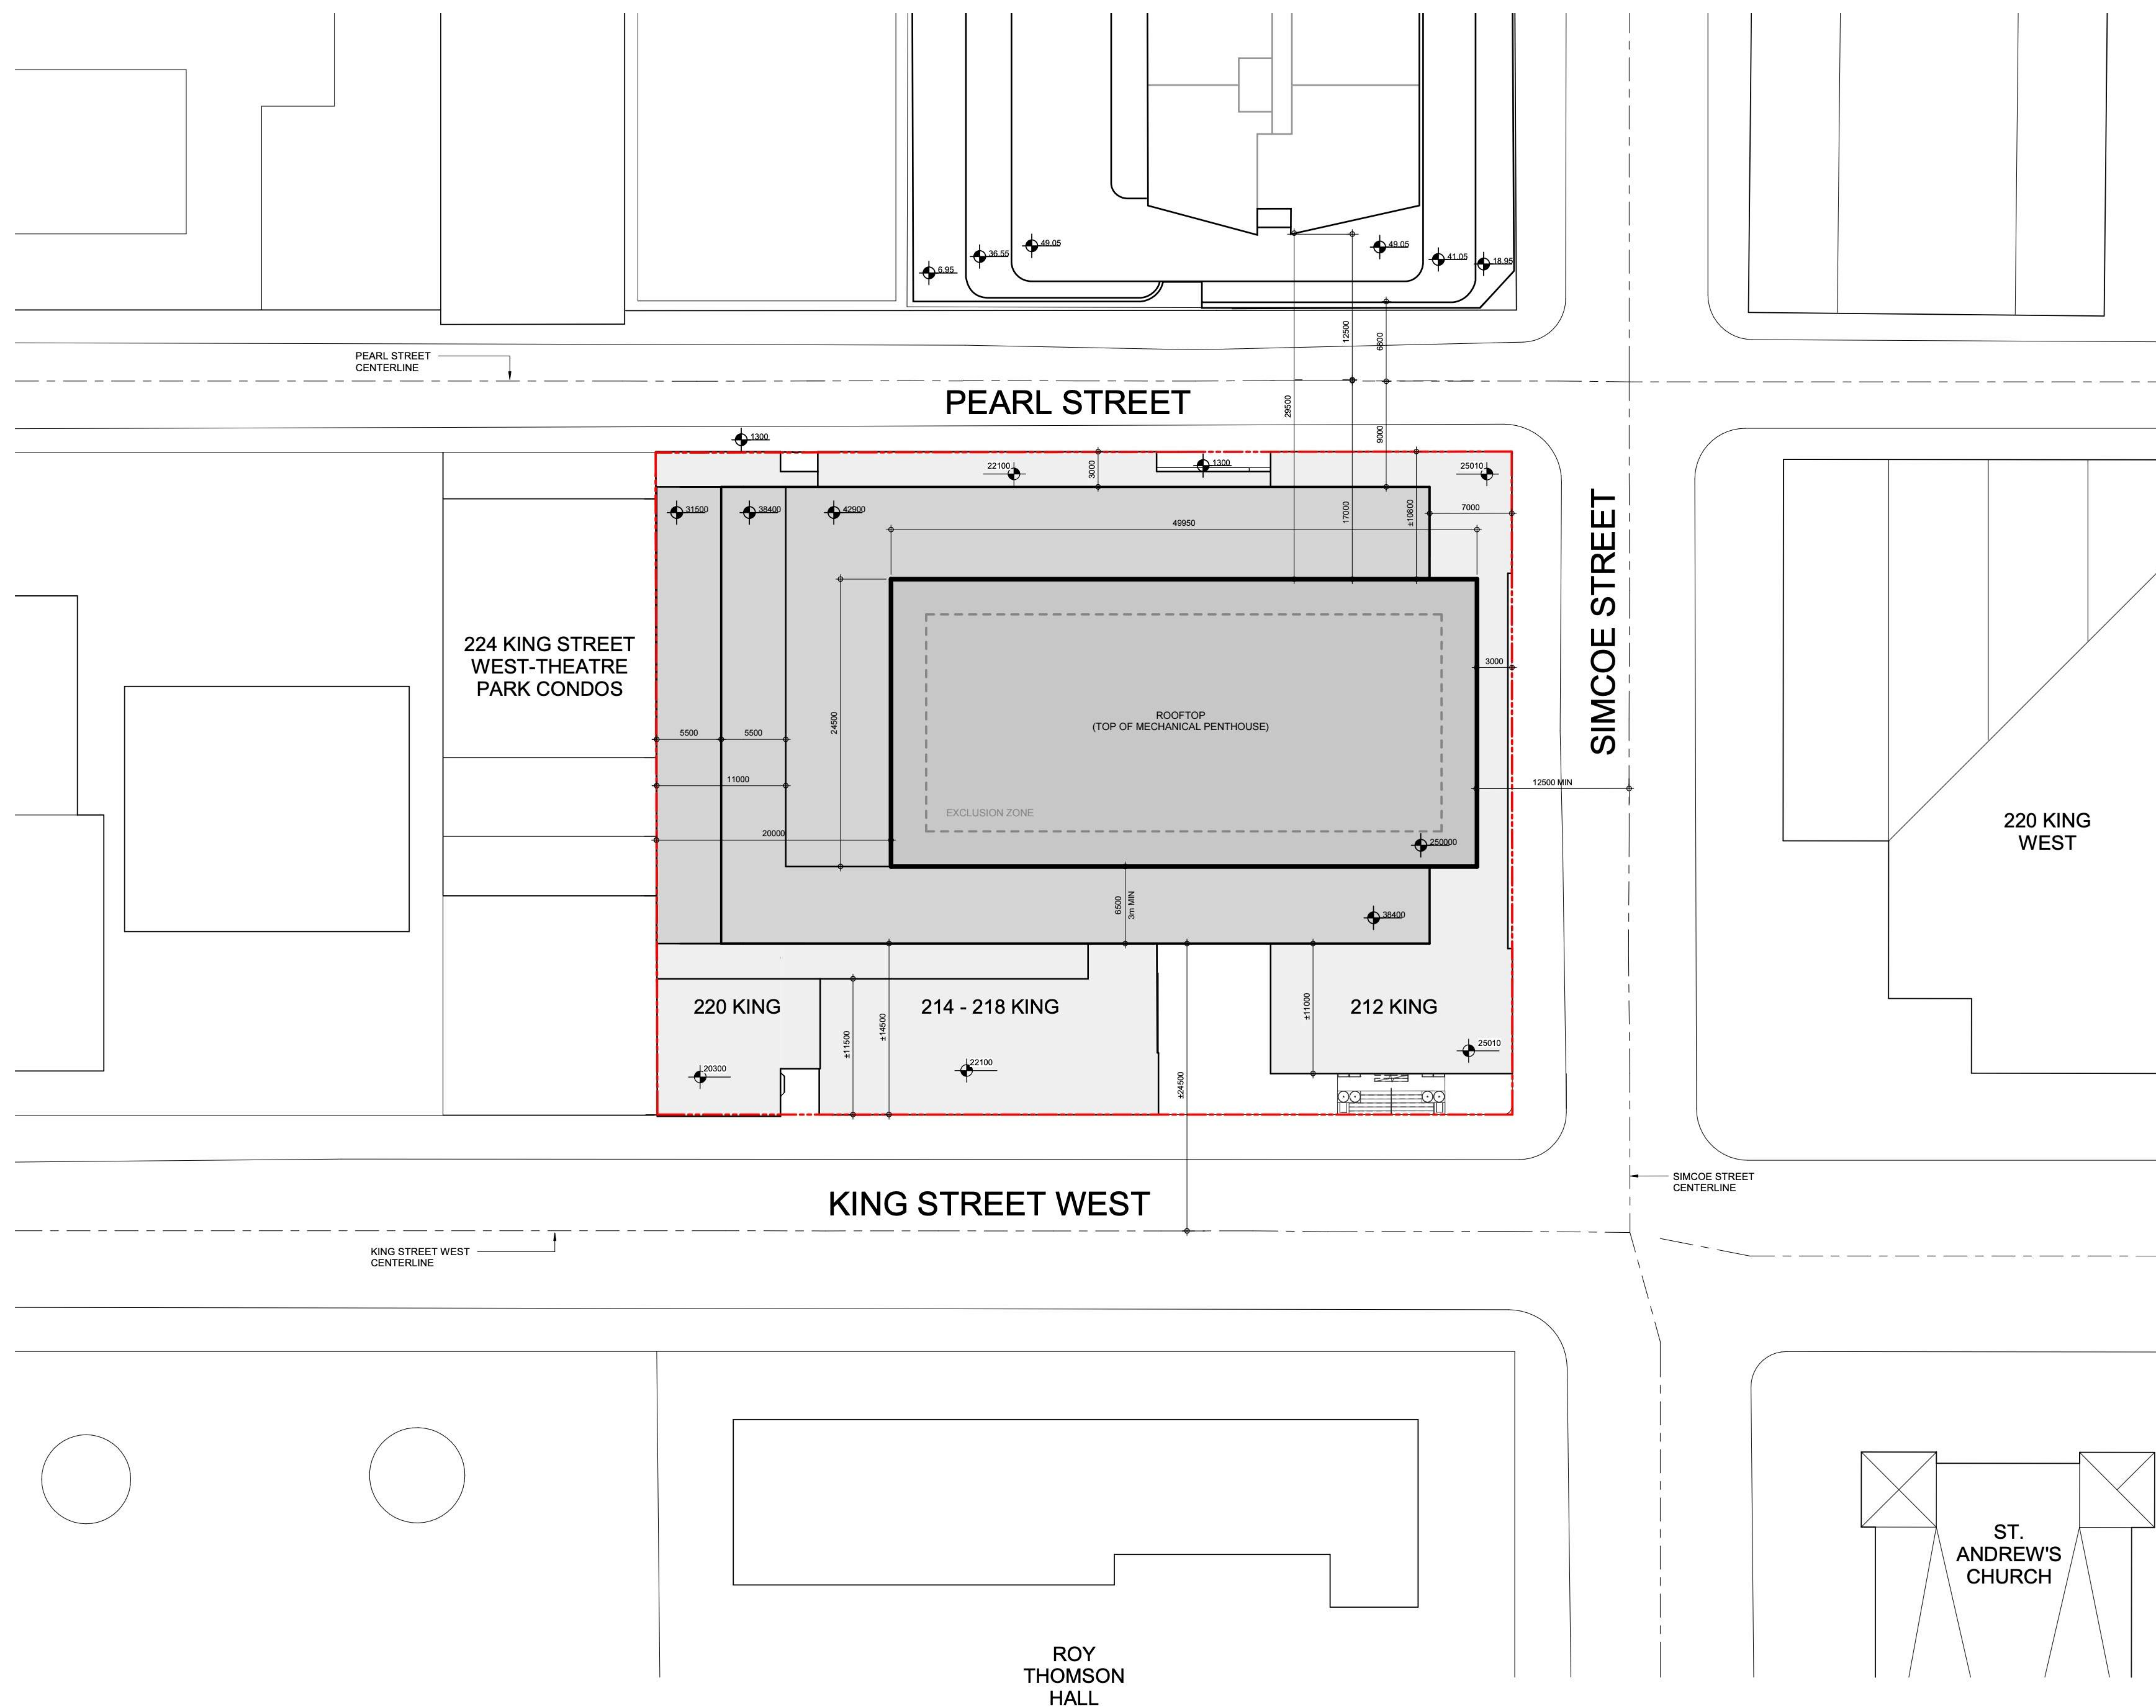 49.05
49.05
36.55
41.05
6.95
18.95
12500
6800
PEARL STREET
CENTERLINE
PEARL STREET
29500
9000
1300
22100
3000
1300
25010
31500
38400
42900
49950
17000
±10800
7000
SIMCOE STREET
224 KING STREET
WEST-THEATRE
PARK CONDOS
3000
24500
ROOFTOP
(TOP OF MECHANICAL PENTHOUSE)
5500
5500
11000
12500 MIN
EXCLUSION ZONE
20000
250000
220 KING
WEST
6500
3m MIN
38400
220 KING
214 - 218 KING
212 KING
±11500
±14500
±11000
25010
20300
22100
±24500
SIMCOE STREET
CENTERLINE
KING STREET WEST
KING STREET WEST
CENTERLINE
ST.
ANDREW'S
CHURCH
ROY
THOMSON
HALL